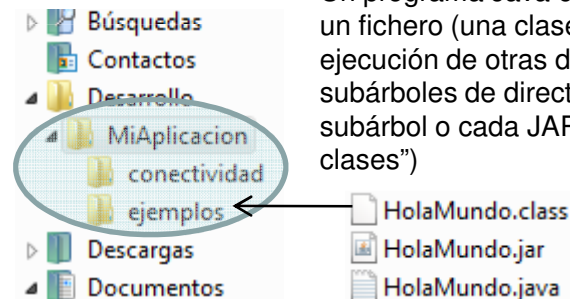 Búsquedas
Contactos
Desarrollo
MiAplicacion
conectividad
ejemplos
Descargas
Documentos
un fichero (una clase
ejecución de otras d
subárboles de direct
subárbol o cada JAR
clases”)
HolaMundo.class
HolaMundo.jar
HolaMundo.java